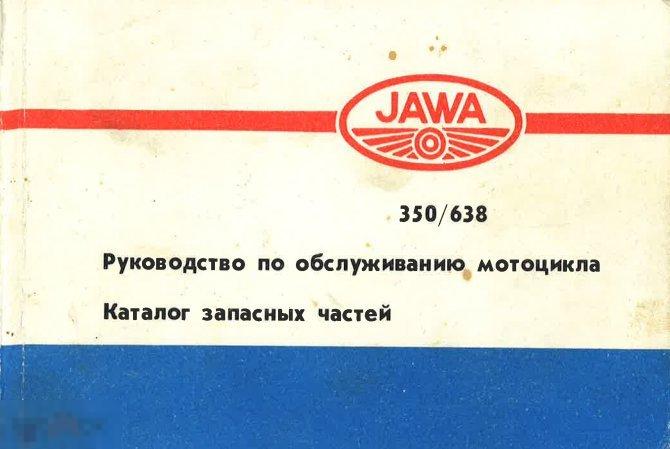 JAWA
350/638
Руководство по обслуживанию мотоцикла
Каталог запасных частей